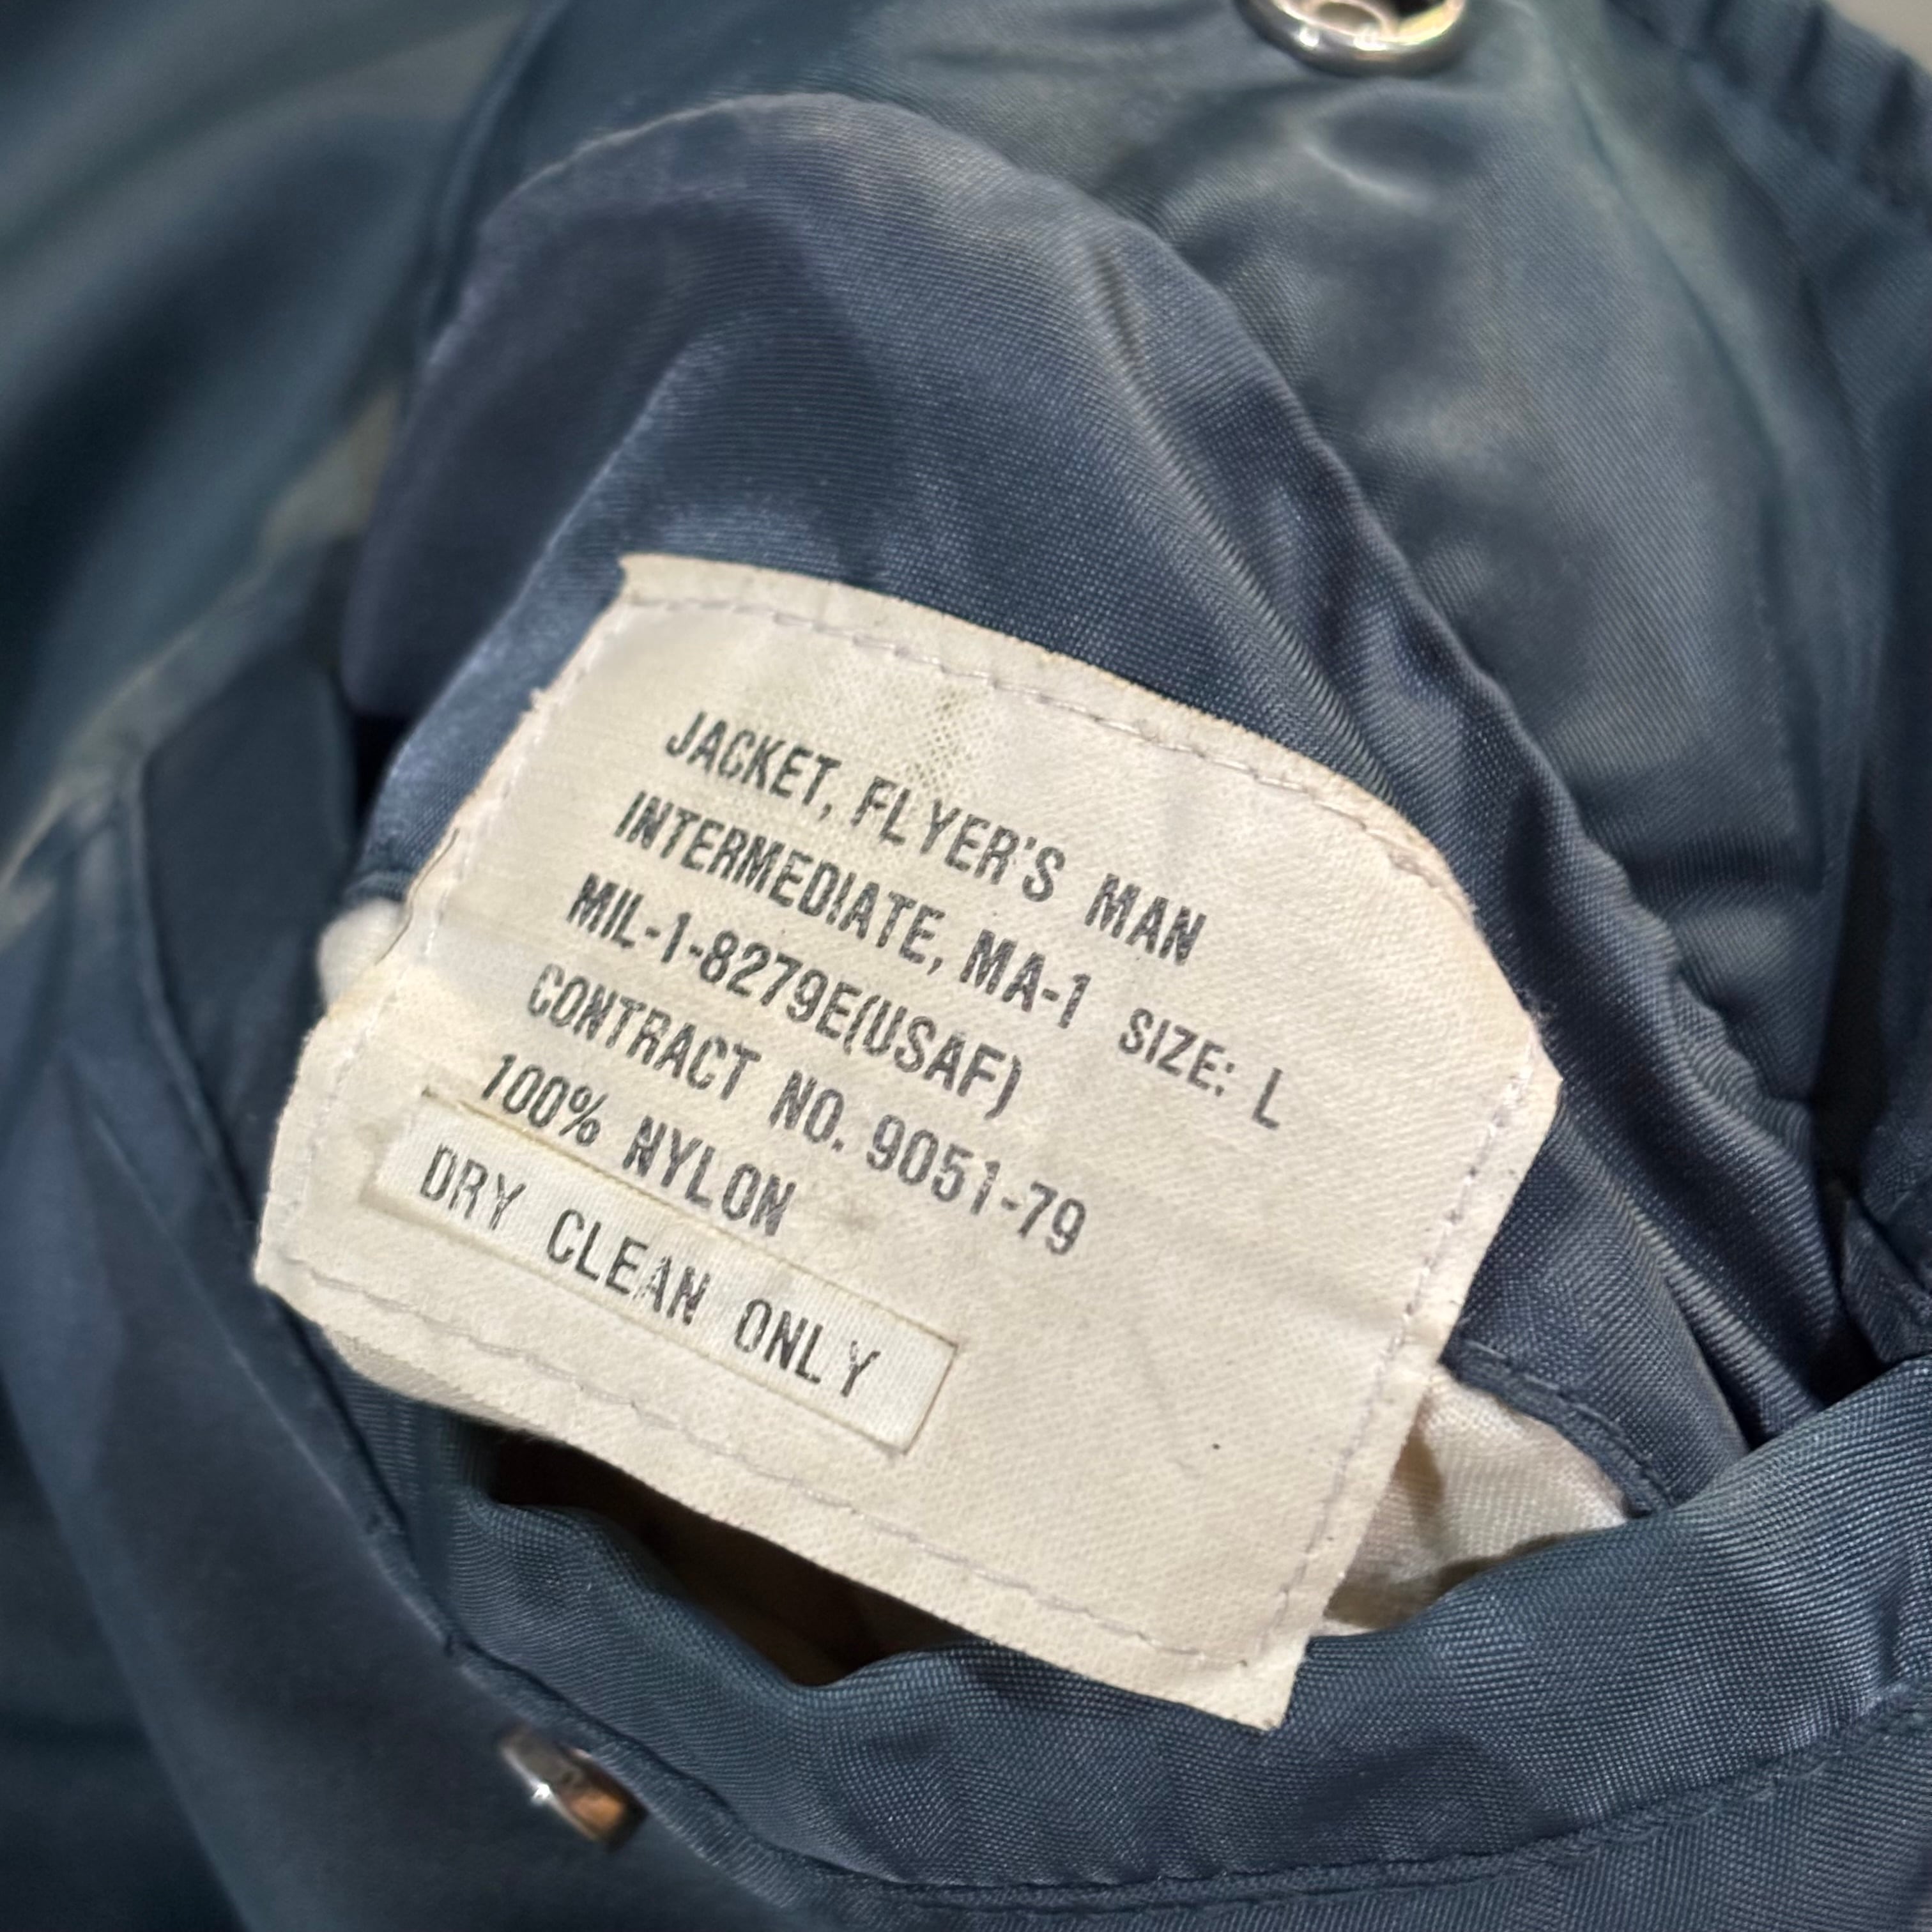 JACKET, FLYER'S MAN
INTERMEDIATE, MA-1 SIZE: L
MIL-1-8279E(USAF)
CONTRACT NO. 9051-79
100% NYLON
DRY CLEAN ONLY